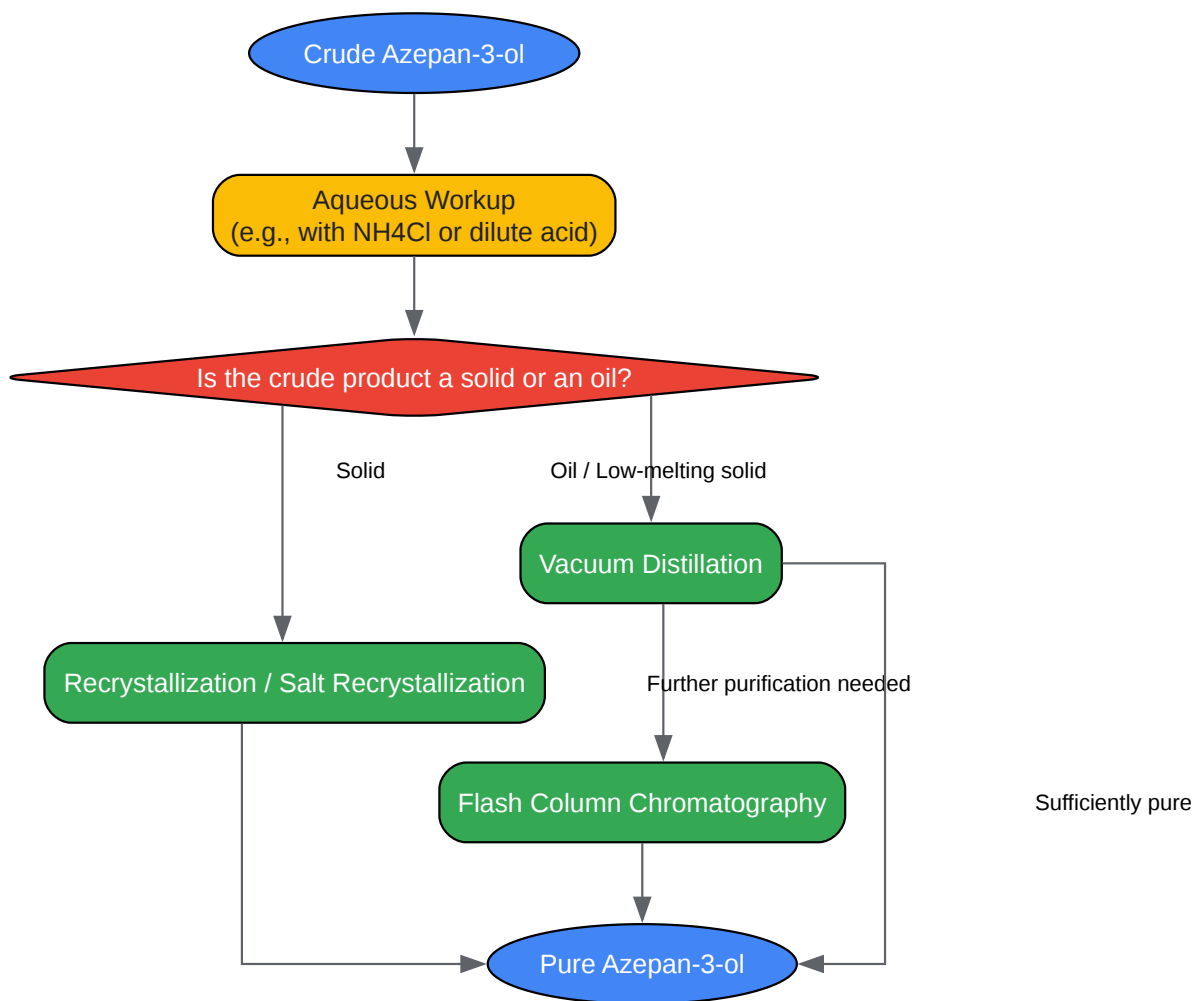 Crude Azepan-3-ol
Aqueous Workup
(e.g., with NH4Cl or dilute acid)
Is the crude product a solid or an oil?
Solid
Oil / Low-melting solid
Vacuum Distillation
Recrystallization / Salt Recrystallization
Further purification needed
Flash Column Chromatography
Sufficiently pure
Pure Azepan-3-ol